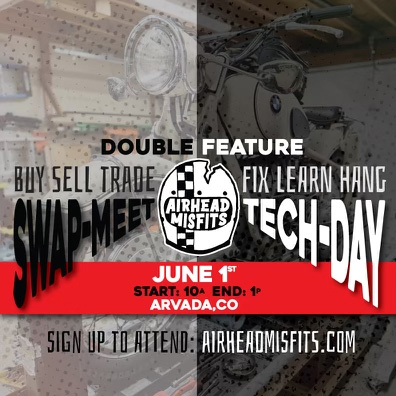 DOUBLE FEATURE
BUY SELL TRADE
SWAP-MEET
AIRHEAD
MISFITS
FIX LEARN HANG
TECH-DAY
JUNE 1ST
START: 10A END: 1P
ARVADA,CO
SIGN UP TO ATTEND: AIRHEADMISFITS.COM